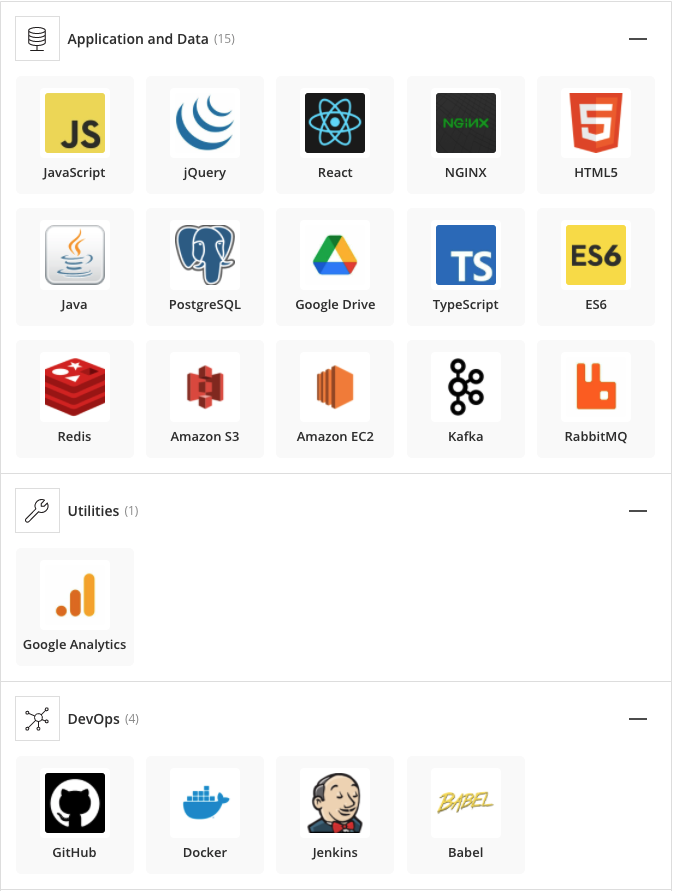 Application and Data (15)
JS
NGINX
5
JavaScript jQuery React NGINX HTML5
TS
ES6
Java PostgreSQL Google Drive TypeScript ES6
Redis Amazon S3 Amazon EC2 Kafka RabbitMQ
Utilities (1)
Google Analytics
DevOps (4)
BABEL
GitHub Docker Jenkins Babel